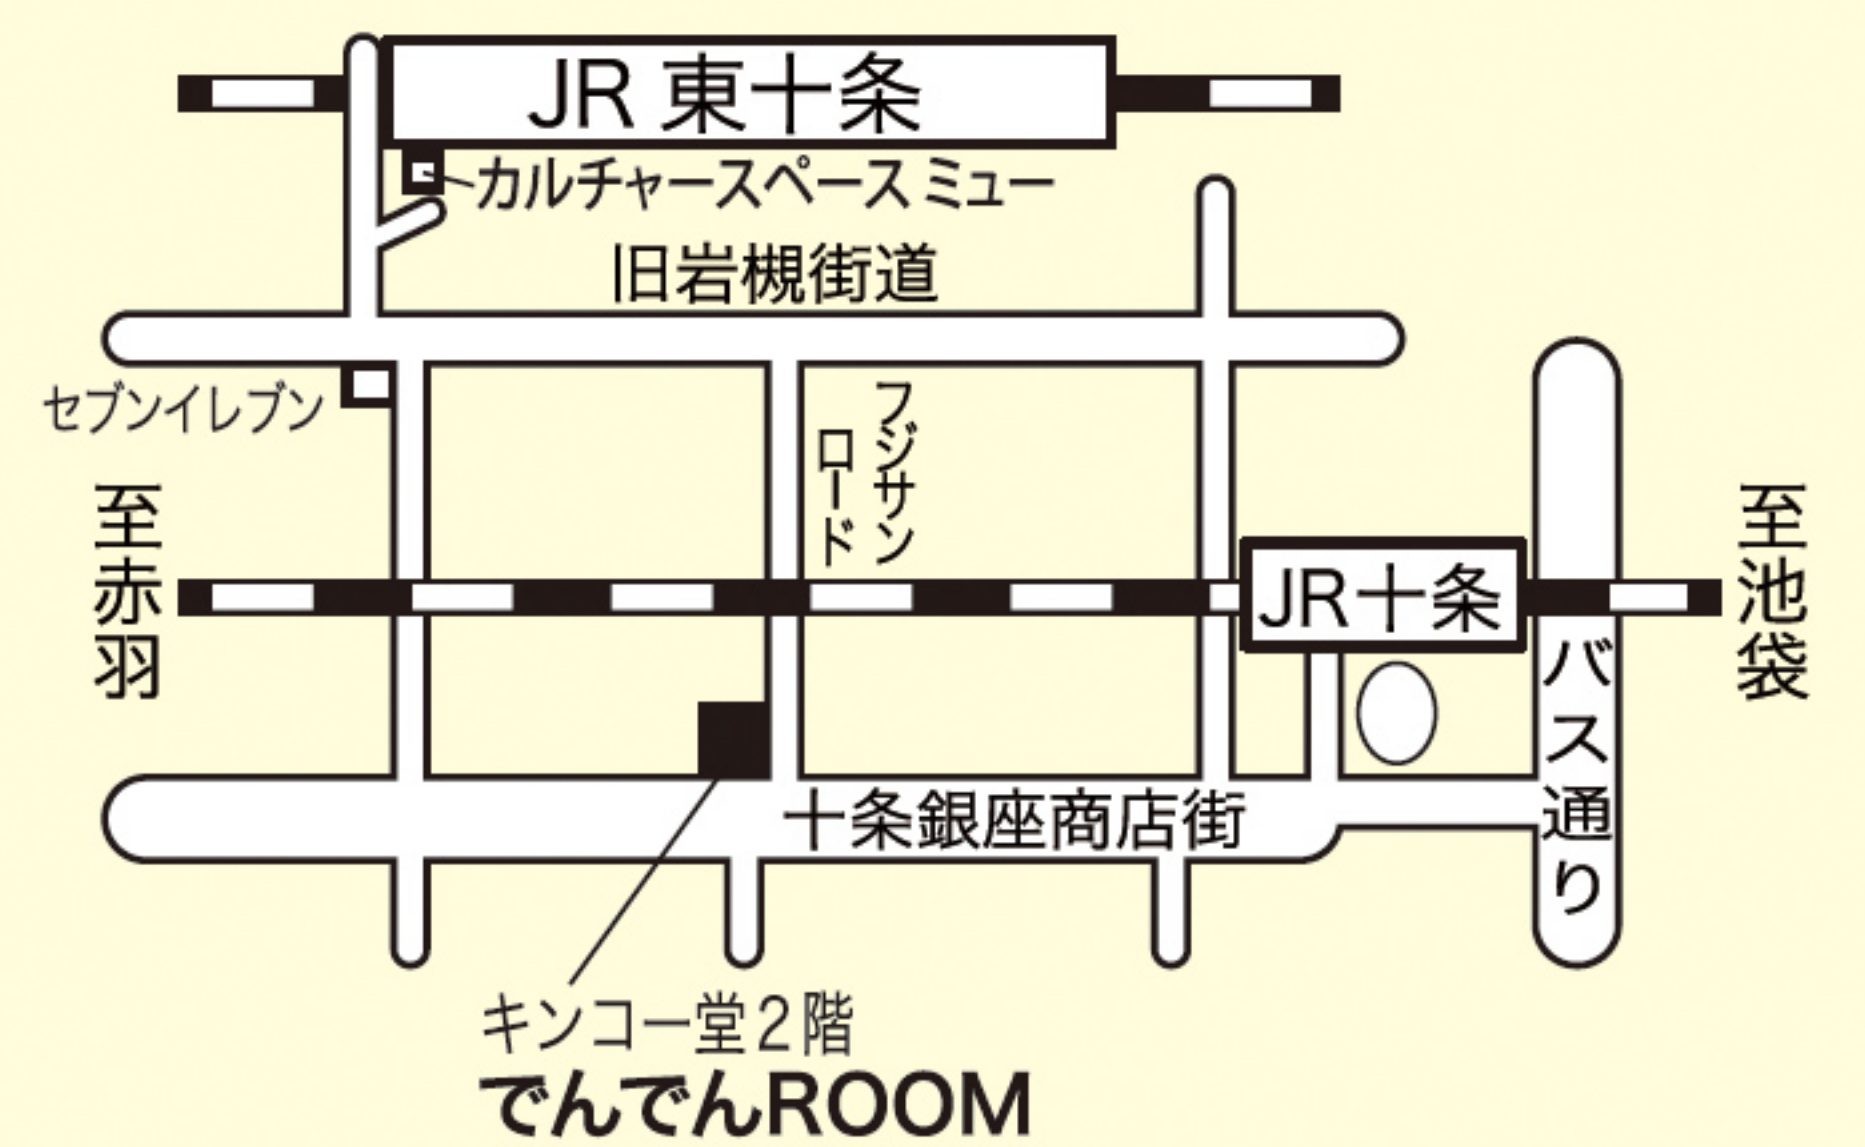 JR 東十条
カルチャースペース ミュー
旧岩槻街道
セブンイレブン
フジサン
ロード
至赤羽
JR十条
至池袋
バス通り
十条銀座商店街
キンコー堂２階
でんでんROOM